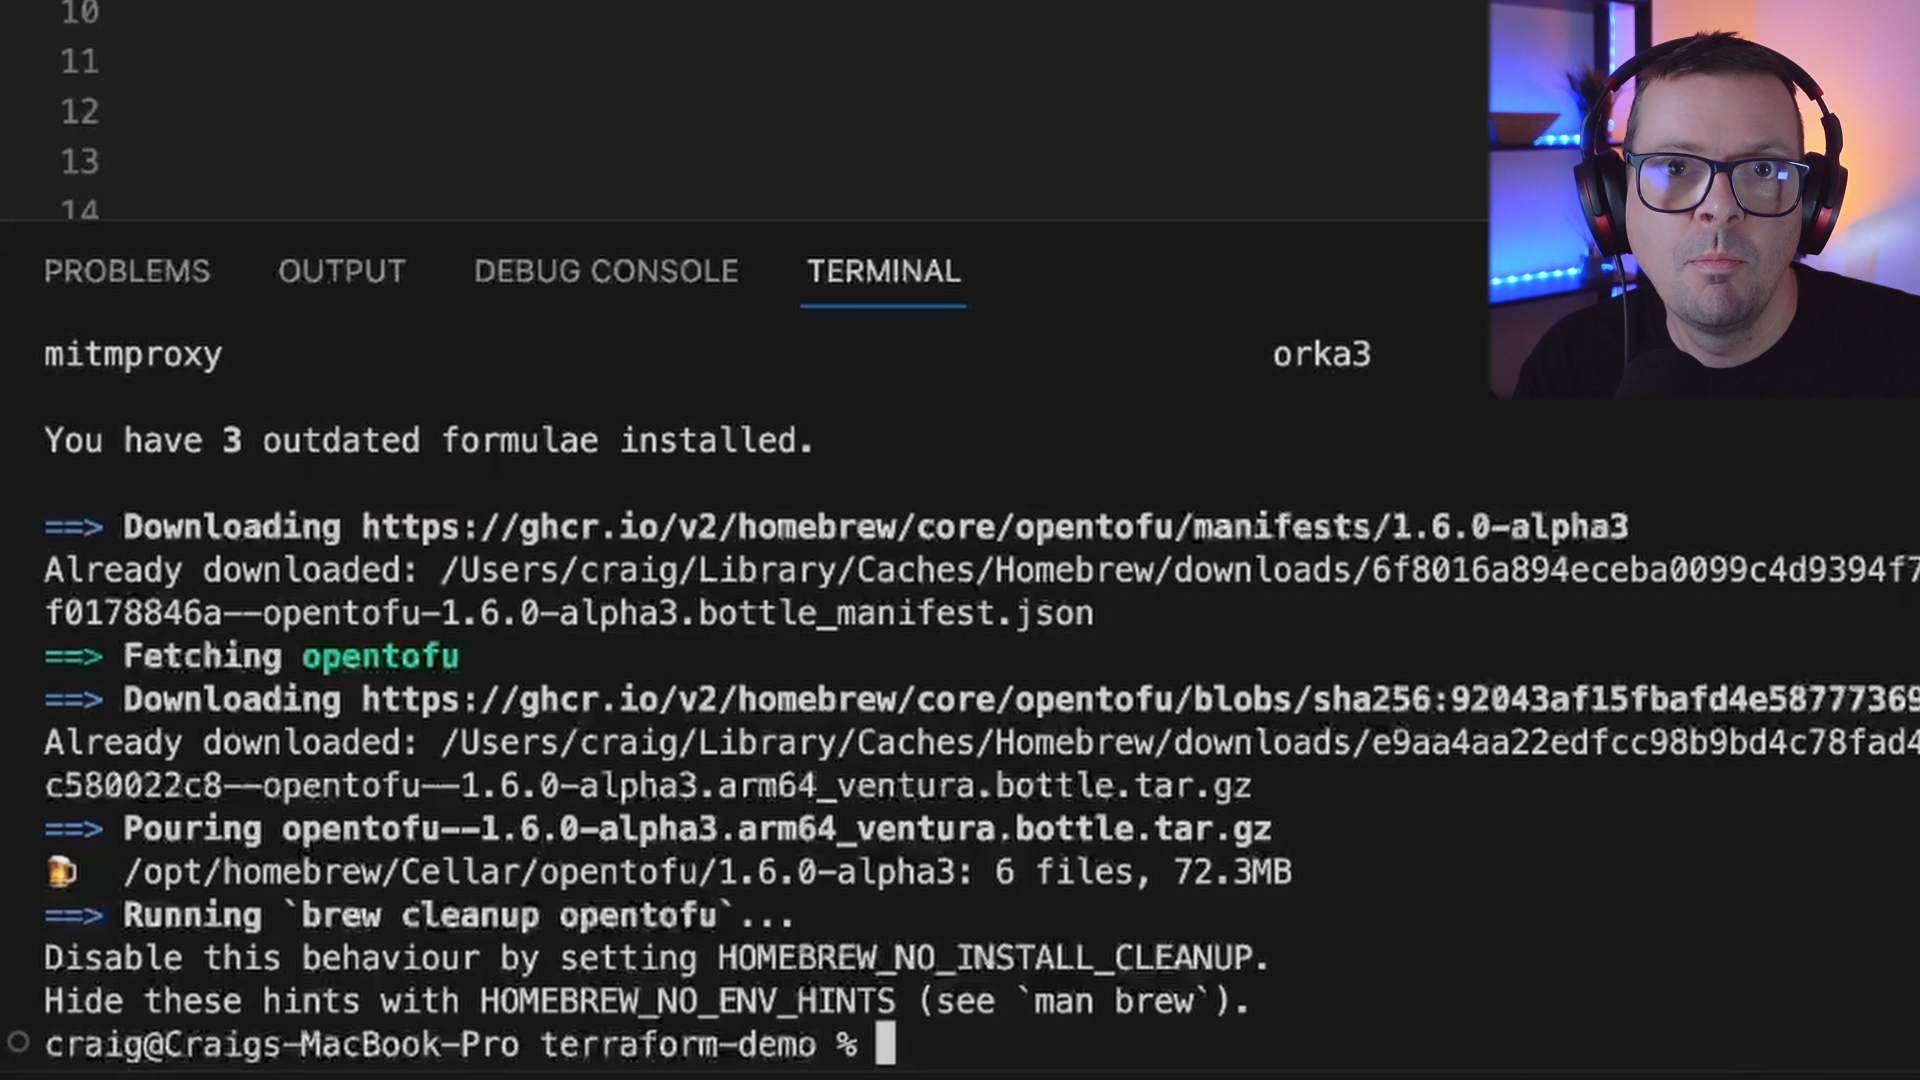 10
11
12
13
14
PROBLEMS OUTPUT DEBUG CONSOLE TERMINAL
mitmproxy orka3
You have 3 outdated formulae installed.
==> Downloading https://ghcr.io/v2/homebrew/core/opentofu/manifests/1.6.0-alpha3
Already downloaded: /Users/craig/Library/Caches/Homebrew/downloads/6f8016a894eceba0099c4d9394f7
f0178846a--opentofu-1.6.0-alpha3.bottle_manifest.json
==> Fetching opentofu
==> Downloading https://ghcr.io/v2/homebrew/core/opentofu/blobs/sha256:92043af15fbafd4e58777369
Already downloaded: /Users/craig/Library/Caches/Homebrew/downloads/e9aa4aa22edfcc98b9bd4c78fad4
c580022c8--opentofu--1.6.0-alpha3.arm64_ventura.bottle.tar.gz
==> Pouring opentofu--1.6.0-alpha3.arm64_ventura.bottle.tar.gz
🍺 /opt/homebrew/Cellar/opentofu/1.6.0-alpha3: 6 files, 72.3MB
==> Running `brew cleanup opentofu`...
Disable this behaviour by setting HOMEBREW_NO_INSTALL_CLEANUP.
Hide these hints with HOMEBREW_NO_ENV_HINTS (see `man brew`).
craig@Craigs-MacBook-Pro terraform-demo %